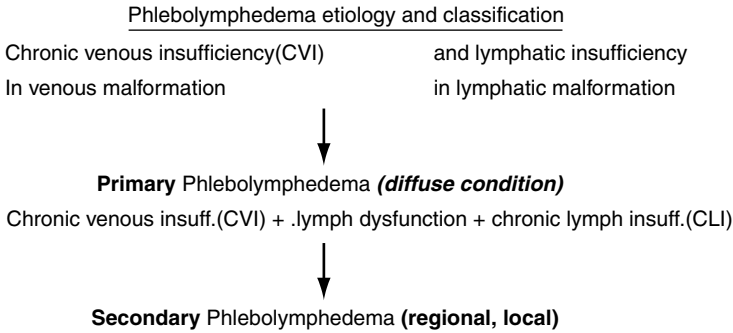 Phlebolymphedema etiology and classification
Chronic venous insufficiency(CVI) and lymphatic insufficiency
In venous malformation in lymphatic malformation
Primary Phlebolymphedema (diffuse condition)
Chronic venous insuff.(CVI) + .lymph dysfunction + chronic lymph insuff.(CLI)
Secondary Phlebolymphedema (regional, local)